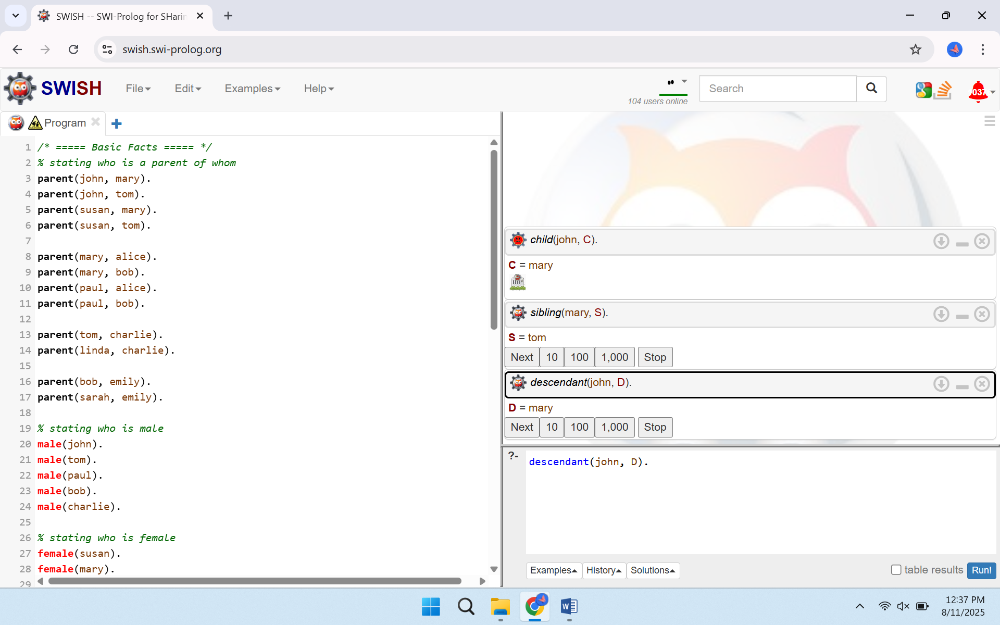 SWISH -- SWI-Prolog for SHarin
swish.swi-prolog.org
SWISH File Edit Examples Help
104 users online
Search
037
Program
1 /* ===== Basic Facts ===== */
2 % stating who is a parent of whom
3 parent(john, mary).
4 parent(john, tom).
5 parent(susan, mary).
6 parent(susan, tom).
7
8 parent(mary, alice).
9 parent(mary, bob).
10 parent(paul, alice).
11 parent(paul, bob).
12
13 parent(tom, charlie).
14 parent(linda, charlie).
15
16 parent(bob, emily).
17 parent(sarah, emily).
18
19 % stating who is male
20 male(john).
21 male(tom).
22 male(paul).
23 male(bob).
24 male(charlie).
25
26 % stating who is female
27 female(susan).
28 female(mary).
29
child(john, C).
C = mary
RIP
sibling(mary, S).
S = tom
Next 10 100 1,000 Stop
descendant(john, D).
D = mary
Next 10 100 1,000 Stop
?- descendant(john, D).
Examples History Solutions table results Run!
12:37 PM
8/11/2025